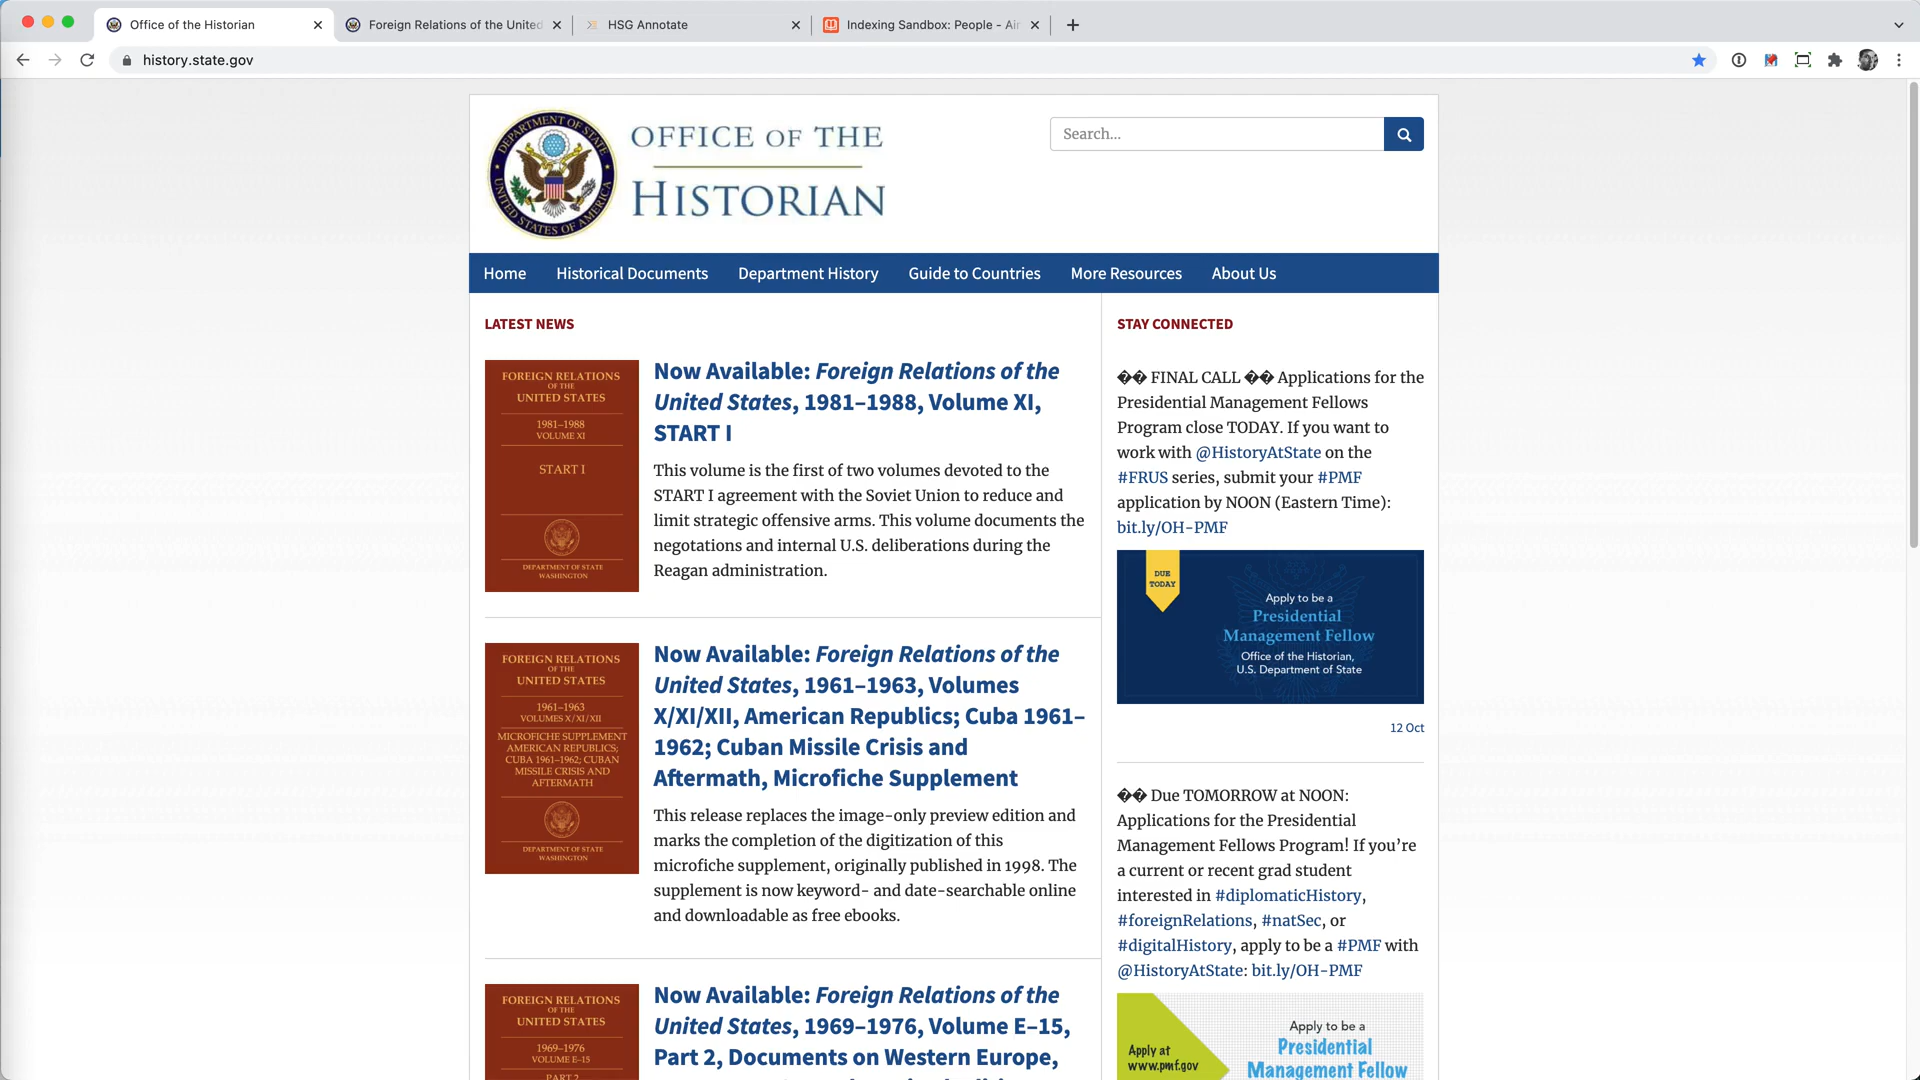 Office of the Historian
Foreign Relations of the United
HSG Annotate
Indexing Sandbox: People - Air
history.state.gov
DEPARTMENT OF STATE
UNITED STATES OF AMERICA
OFFICE OF THE
HISTORIAN
Search...
Home
Historical Documents
Department History
Guide to Countries
More Resources
About Us
LATEST NEWS
FOREIGN RELATIONS
OF THE
UNITED STATES
1981–1988
VOLUME XI
START I
DEPARTMENT OF STATE
WASHINGTON
Now Available: Foreign Relations of the
United States, 1981–1988, Volume XI,
START I
This volume is the first of two volumes devoted to the
START I agreement with the Soviet Union to reduce and
limit strategic offensive arms. This volume documents the
negotations and internal U.S. deliberations during the
Reagan administration.
FOREIGN RELATIONS
OF THE
UNITED STATES
1961–1963
VOLUMES X/XI/XII
MICROFICHE SUPPLEMENT
AMERICAN REPUBLICS;
CUBA 1961–1962; CUBAN
MISSILE CRISIS AND
AFTERMATH
DEPARTMENT OF STATE
WASHINGTON
Now Available: Foreign Relations of the
United States, 1961–1963, Volumes
X/XI/XII, American Republics; Cuba 1961–
1962; Cuban Missile Crisis and
Aftermath, Microfiche Supplement
This release replaces the image-only preview edition and
marks the completion of the digitization of this
microfiche supplement, originally published in 1998. The
supplement is now keyword- and date-searchable online
and downloadable as free ebooks.
FOREIGN RELATIONS
OF THE
UNITED STATES
1969–1976
VOLUME E–15
PART 2
Now Available: Foreign Relations of the
United States, 1969–1976, Volume E–15,
Part 2, Documents on Western Europe,
STAY CONNECTED
�� FINAL CALL �� Applications for the
Presidential Management Fellows
Program close TODAY. If you want to
work with @HistoryAtState on the
#FRUS series, submit your #PMF
application by NOON (Eastern Time):
bit.ly/OH-PMF
DUE
TODAY
Apply to be a
Presidential
Management Fellow
Office of the Historian,
U.S. Department of State
12 Oct
�� Due TOMORROW at NOON:
Applications for the Presidential
Management Fellows Program! If you’re
a current or recent grad student
interested in #diplomaticHistory,
#foreignRelations, #natSec, or
#digitalHistory, apply to be a #PMF with
@HistoryAtState: bit.ly/OH-PMF
Apply at
www.pmf.gov
Apply to be a
Presidential
Management Fellow